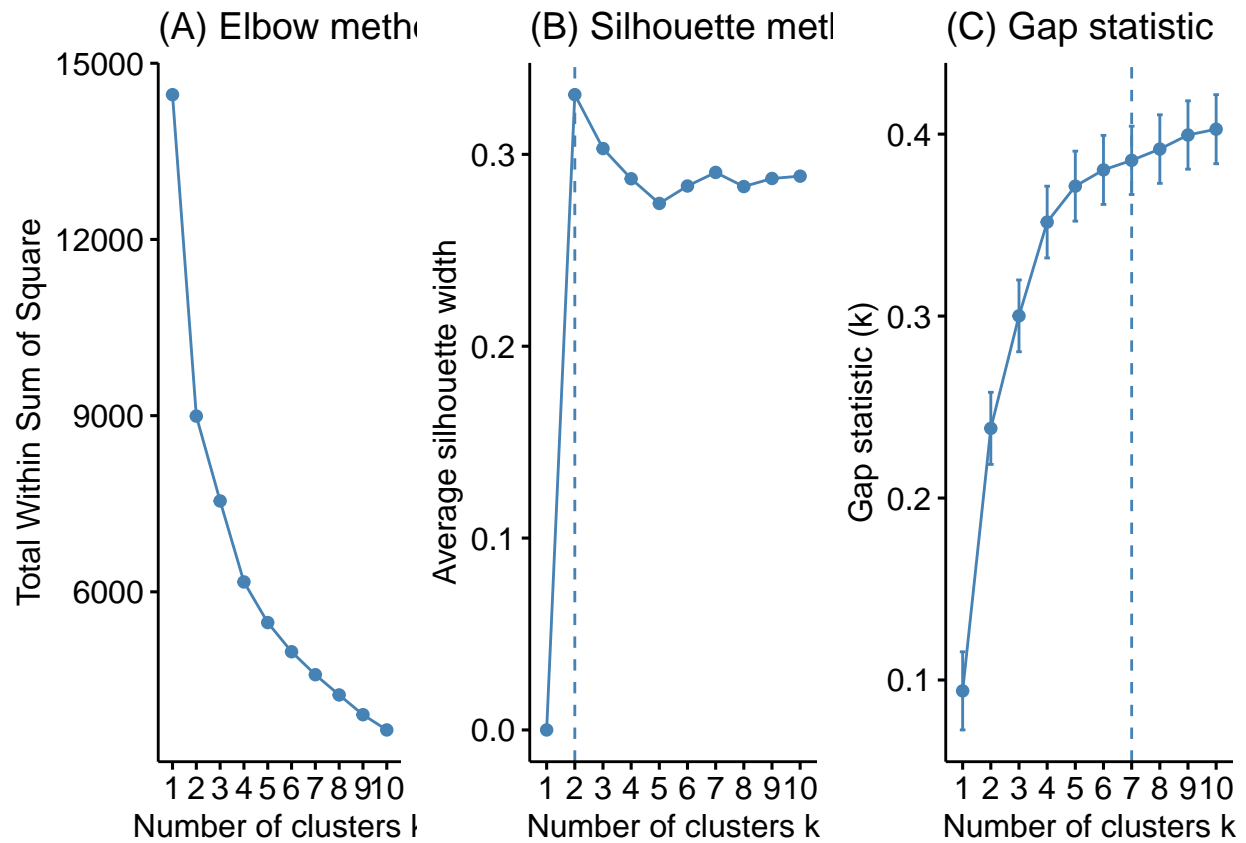 (A) Elbow meth
(B) Silhouette met
(C) Gap statistic
Total Within Sum of Square
15000
12000
9000
6000
1 2 3 4 5 6 7 8 9 10
Number of clusters k
Average silhouette width
0.3
0.2
0.1
0.0
1 2 3 4 5 6 7 8 9 10
Number of clusters k
Gap statistic (k)
0.4
0.3
0.2
0.1
1 2 3 4 5 6 7 8 9 10
Number of clusters k